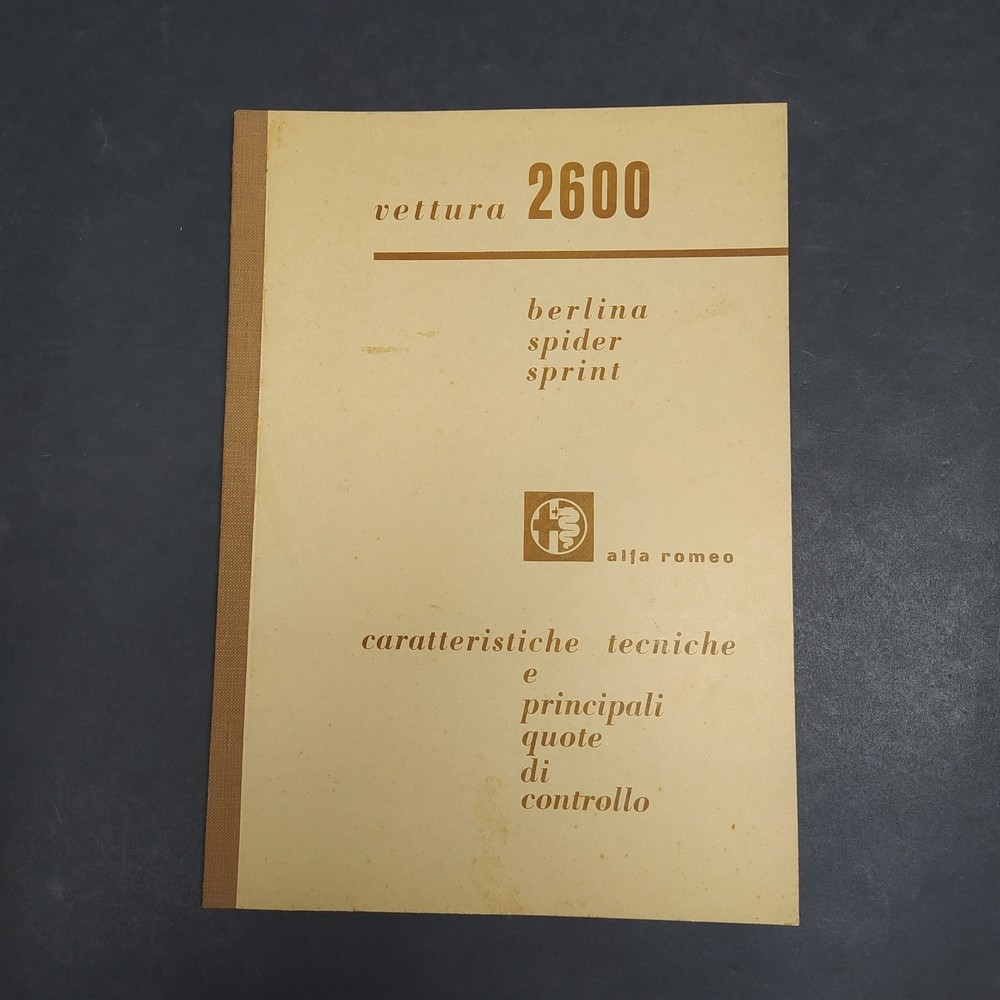 vettura 2600
berlina
spider
sprint
alfa romeo
caratteristiche tecniche
e
principali
quote
di
controllo